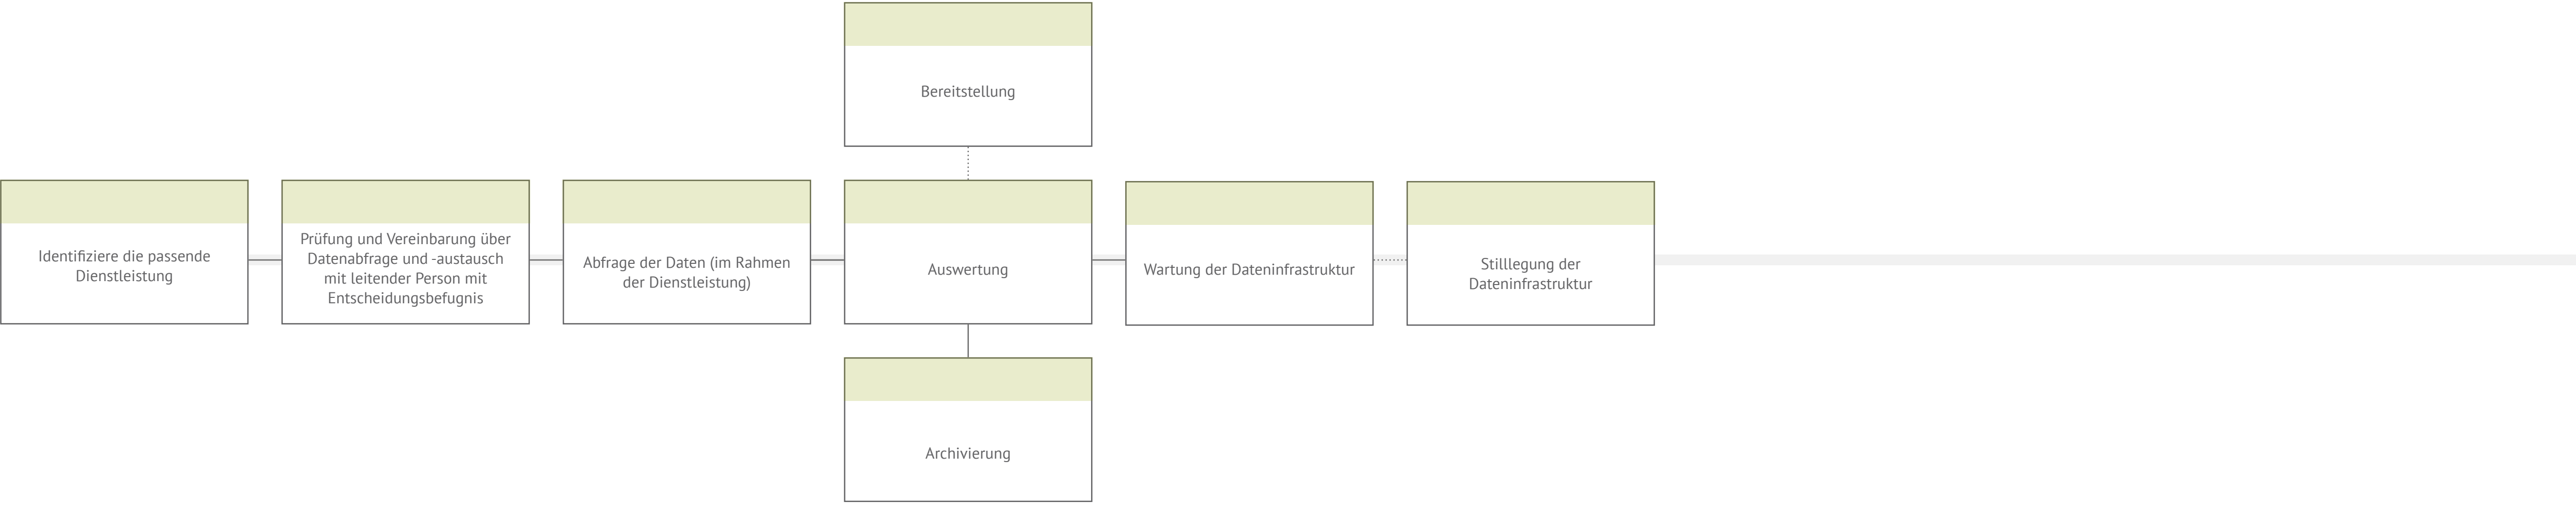 Bereitstellung
Identifiziere die passende
Dienstleistung
Prüfung und Vereinbarung über
Datenabfrage und -austausch
mit leitender Person mit
Entscheidungsbefugnis
Abfrage der Daten (im Rahmen
der Dienstleistung)
Auswertung
Wartung der Dateninfrastruktur
Stilllegung der
Dateninfrastruktur
Archivierung